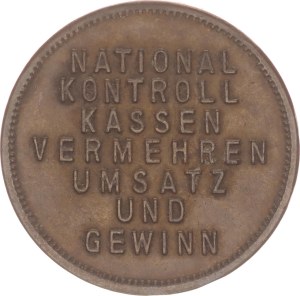 NATIONAL
KONTROLL
KASSEN
VERMEHREN
UMSATZ
UND
GEWINN